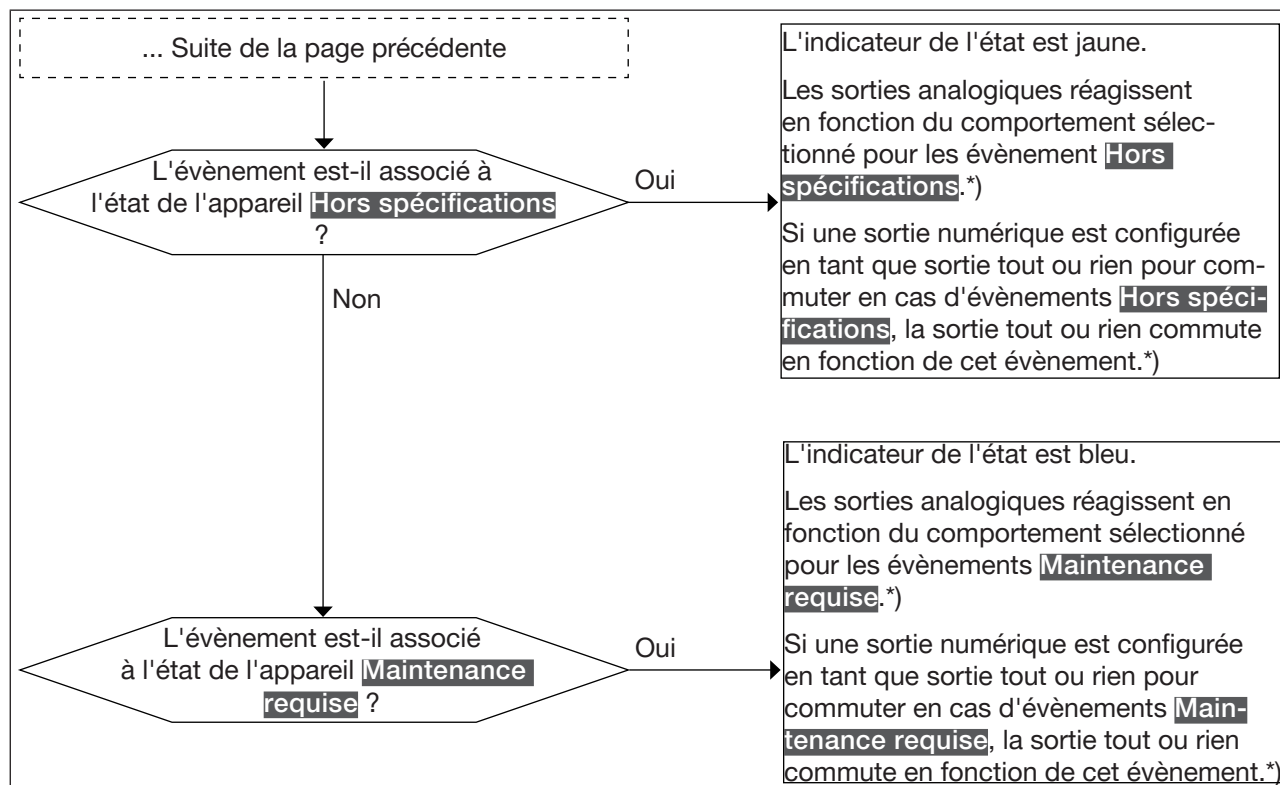 ... Suite de la page précédente
L'évènement est-il associé à
l'état de l'appareil Hors spécifications
?
Oui
Non
L'indicateur de l'état est jaune.
Les sorties analogiques réagissent
en fonction du comportement sélec-
tionné pour les évènement Hors
spécifications.*)
Si une sortie numérique est configurée
en tant que sortie tout ou rien pour com-
muter en cas d'évènements Hors spéci-
fications, la sortie tout ou rien commute
en fonction de cet évènement.*)
L'évènement est-il associé
à l'état de l'appareil Maintenance
requise ?
Oui
L'indicateur de l'état est bleu.
Les sorties analogiques réagissent en
fonction du comportement sélectionné
pour les évènements Maintenance
requise.*)
Si une sortie numérique est configurée
en tant que sortie tout ou rien pour
commuter en cas d'évènements Main-
tenance requise, la sortie tout ou rien
commute en fonction de cet évènement.*)